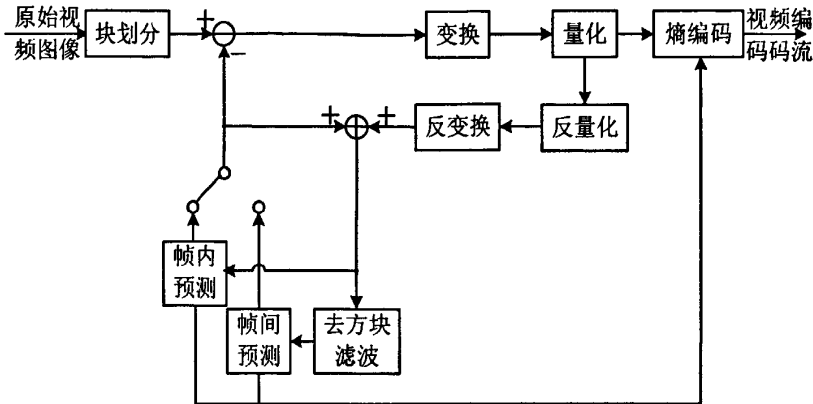 原始视
频图像
块划分
+
−
变换
量化
熵编码
视频编
码码流
+
+
反变换
反量化
帧内
预测
帧间
预测
去方块
滤波